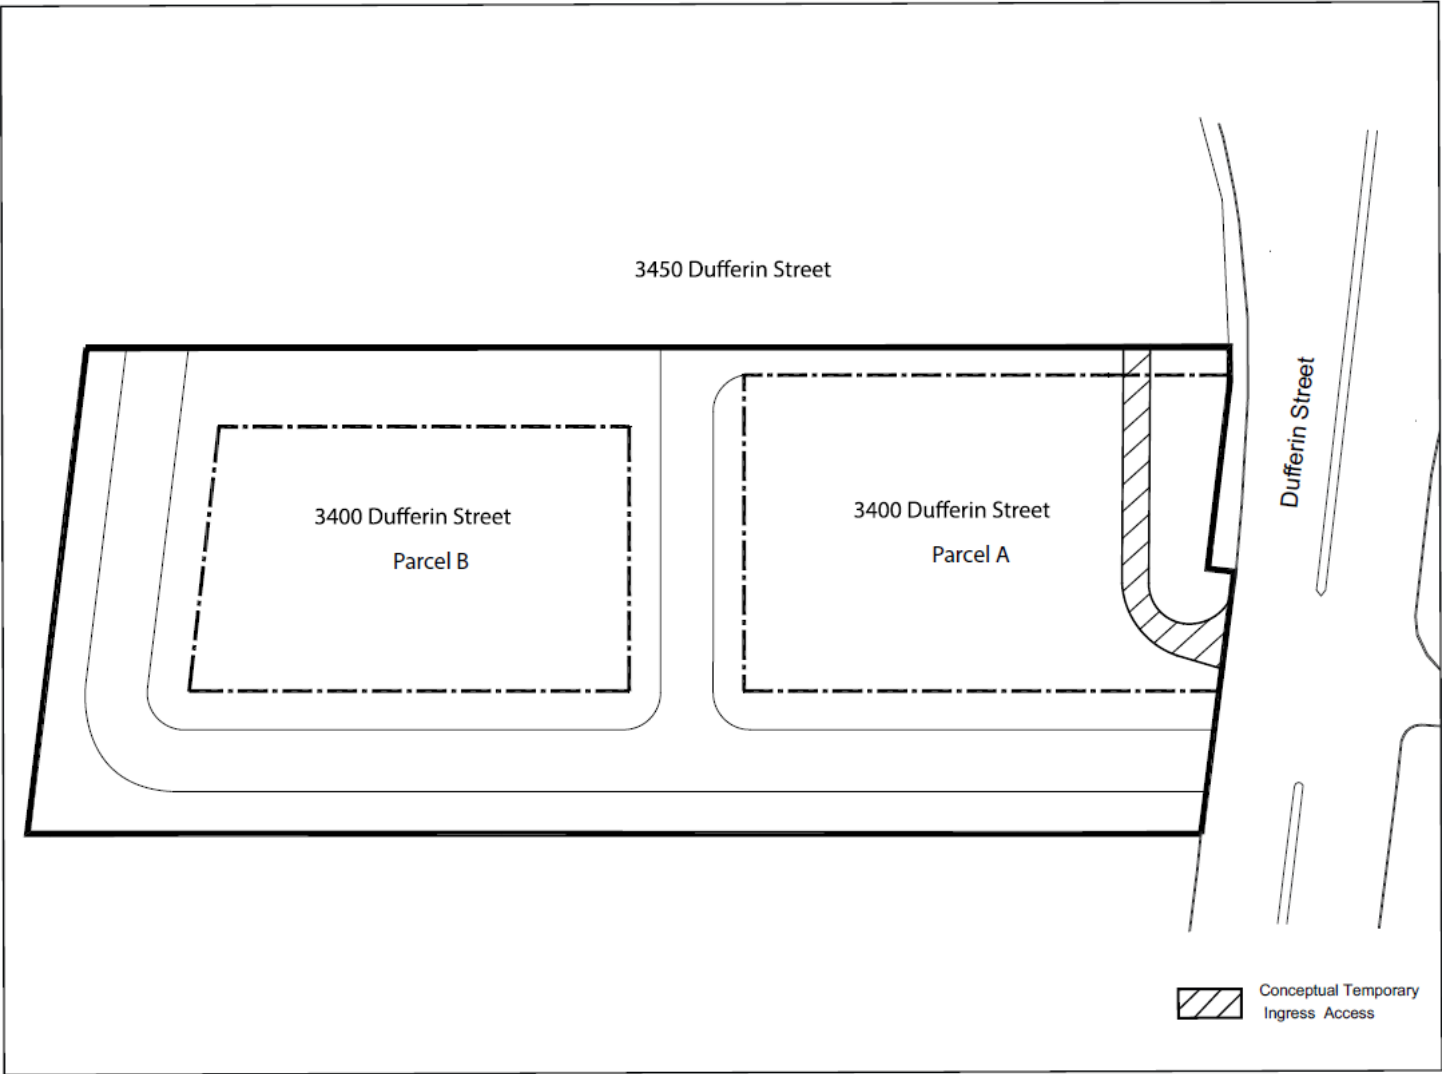 3450 Dufferin Street
Dufferin Street
3400 Dufferin Street
Parcel B
3400 Dufferin Street
Parcel A
Conceptual Temporary
Ingress Access